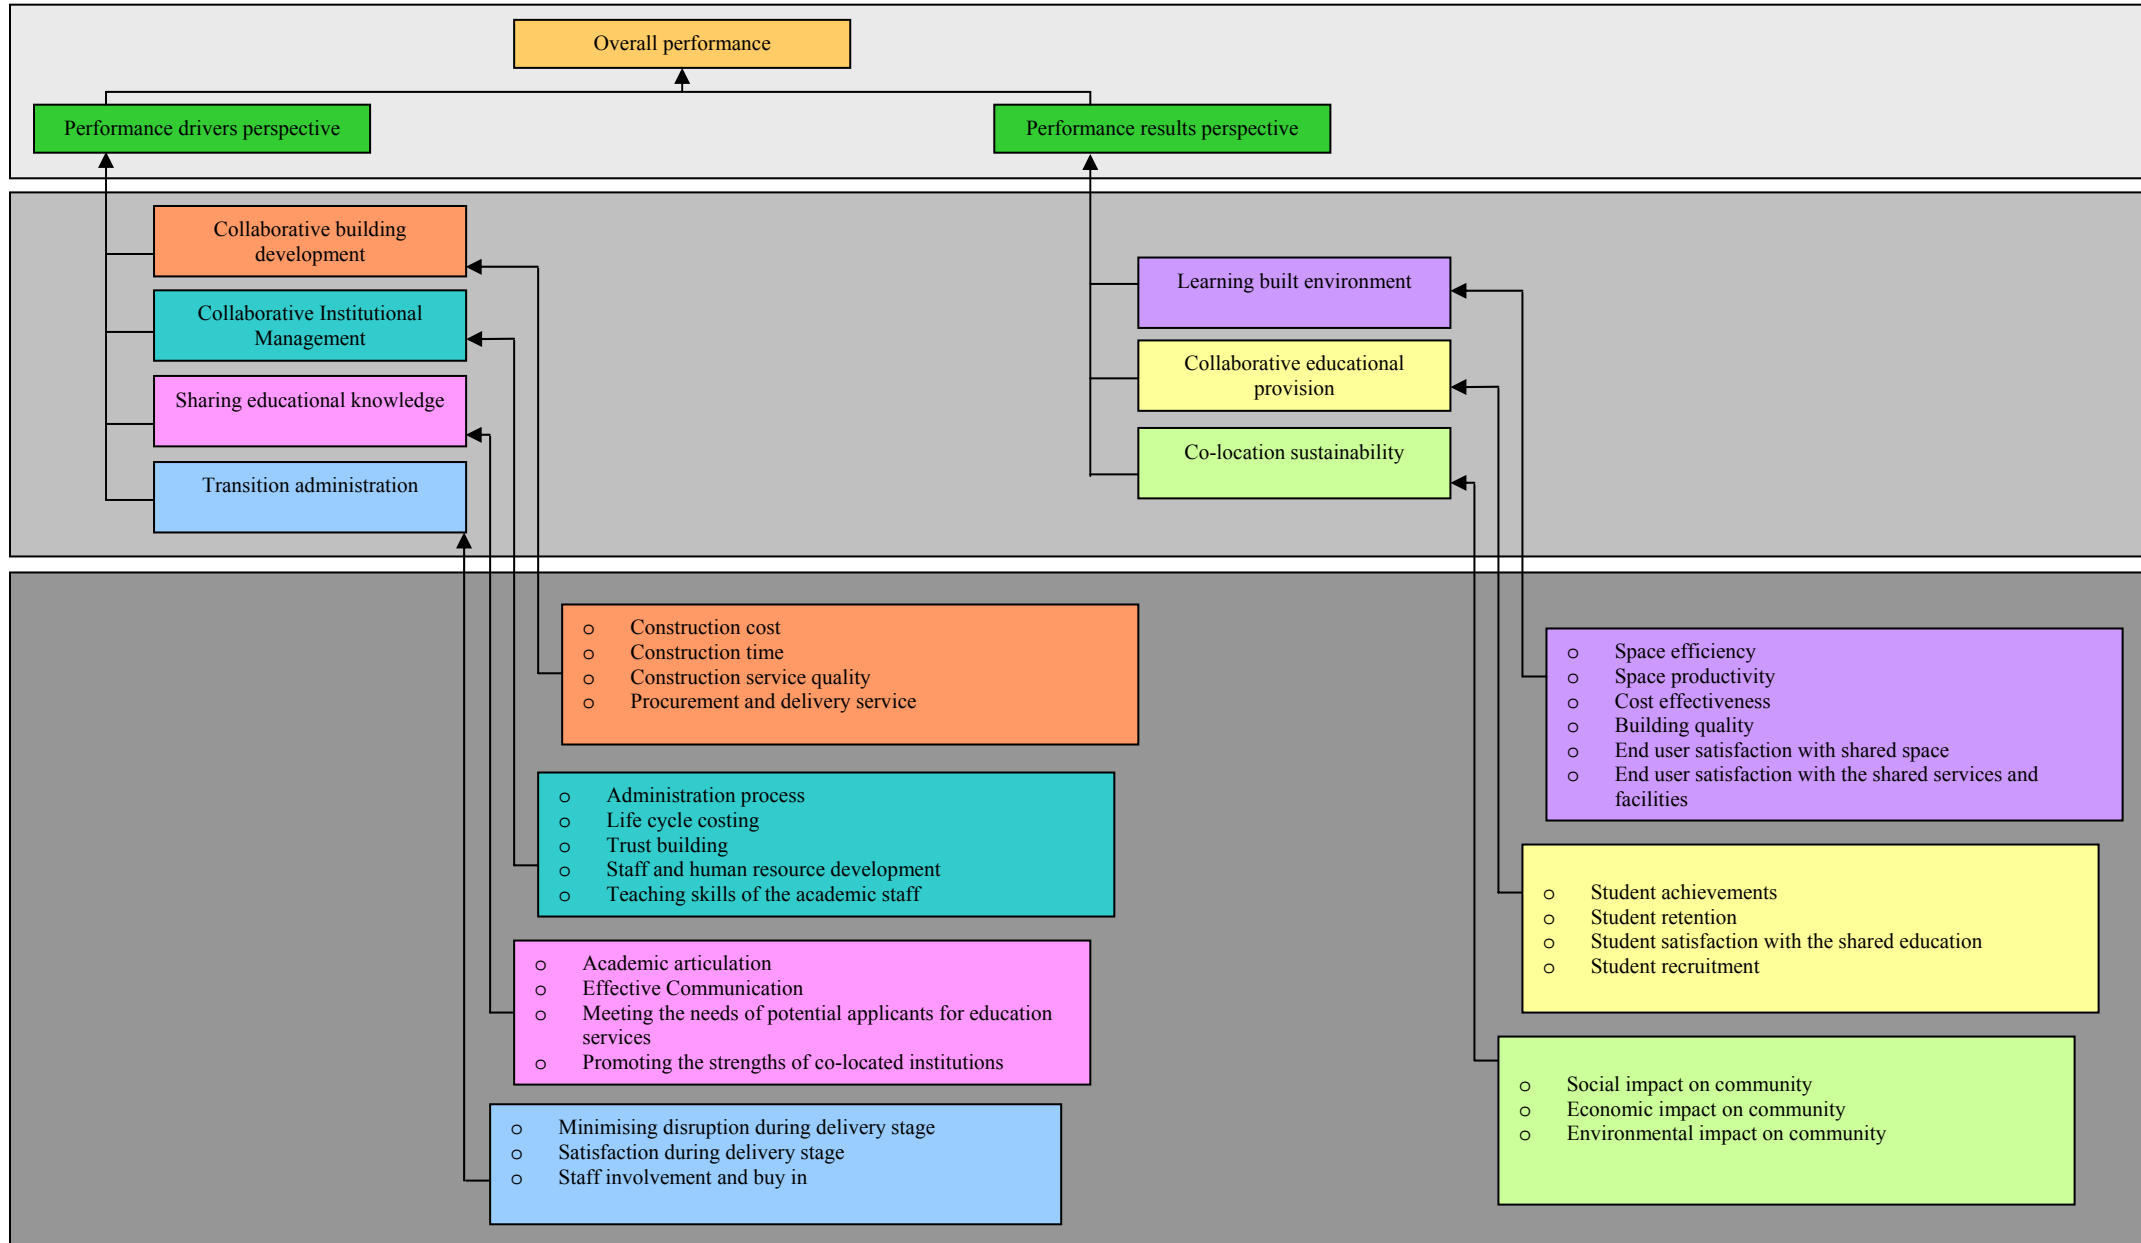 Overall performance
Performance drivers perspective
Performance results perspective
Collaborative building
development
Collaborative Institutional
Management
Sharing educational knowledge
Transition administration
Learning built environment
Collaborative educational
provision
Co-location sustainability
o Construction cost
o Construction time
o Construction service quality
o Procurement and delivery service
o Administration process
o Life cycle costing
o Trust building
o Staff and human resource development
o Teaching skills of the academic staff
o Academic articulation
o Effective Communication
o Meeting the needs of potential applicants for education
services
o Promoting the strengths of co-located institutions
o Minimising disruption during delivery stage
o Satisfaction during delivery stage
o Staff involvement and buy in
o Space efficiency
o Space productivity
o Cost effectiveness
o Building quality
o End user satisfaction with shared space
o End user satisfaction with the shared services and
facilities
o Student achievements
o Student retention
o Student satisfaction with the shared education
o Student recruitment
o Social impact on community
o Economic impact on community
o Environmental impact on community